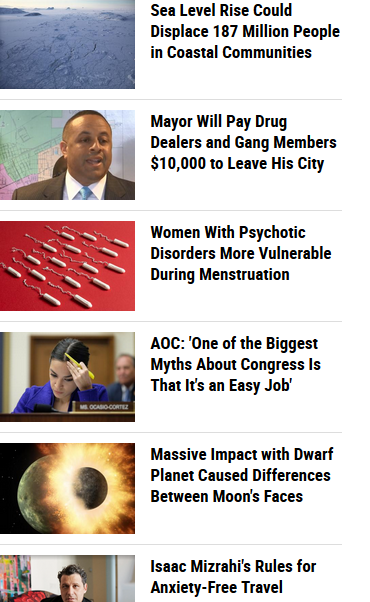 Sea Level Rise Could
Displace 187 Million People
in Coastal Communities
Mayor Will Pay Drug
Dealers and Gang Members
$10,000 to Leave His City
Women With Psychotic
Disorders More Vulnerable
During Menstruation
AOC: 'One of the Biggest
Myths About Congress Is
That It's an Easy Job'
MS. OCASIO-CORTEZ
Massive Impact with Dwarf
Planet Caused Differences
Between Moon's Faces
Isaac Mizrahi's Rules for
Anxiety-Free Travel